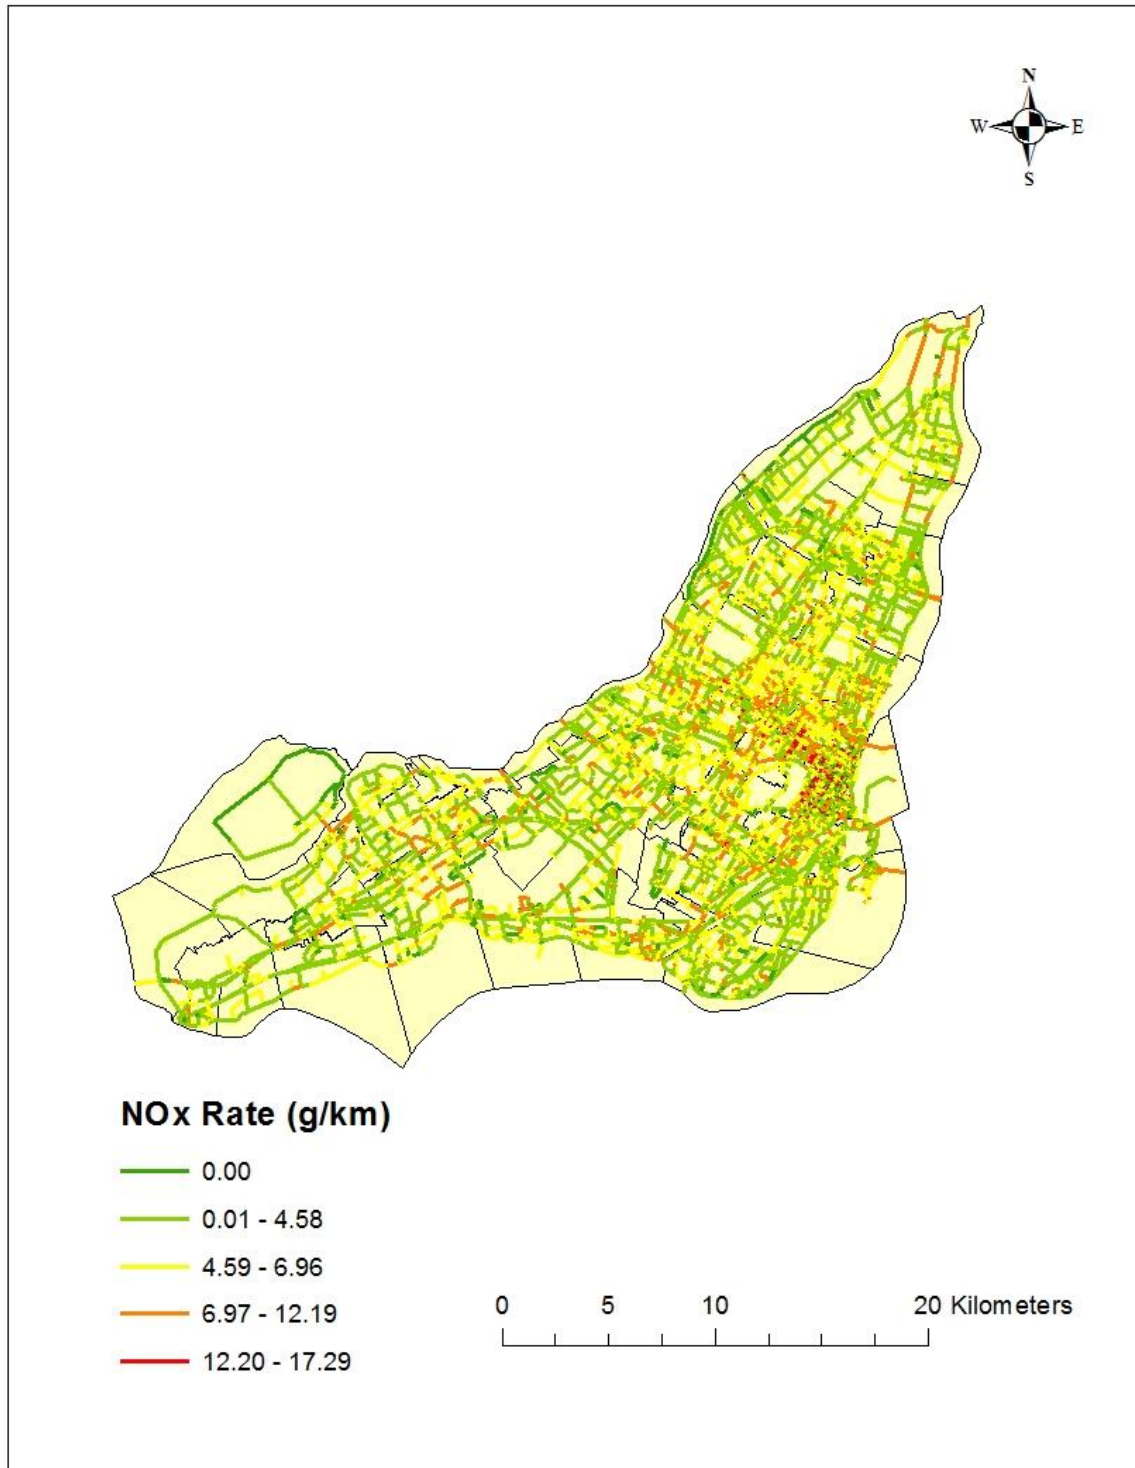 N
W E
S
NOx Rate (g/km)
0.00
0.01 - 4.58
4.59 - 6.96
6.97 - 12.19
12.20 - 17.29
0 5 10 20 Kilometers